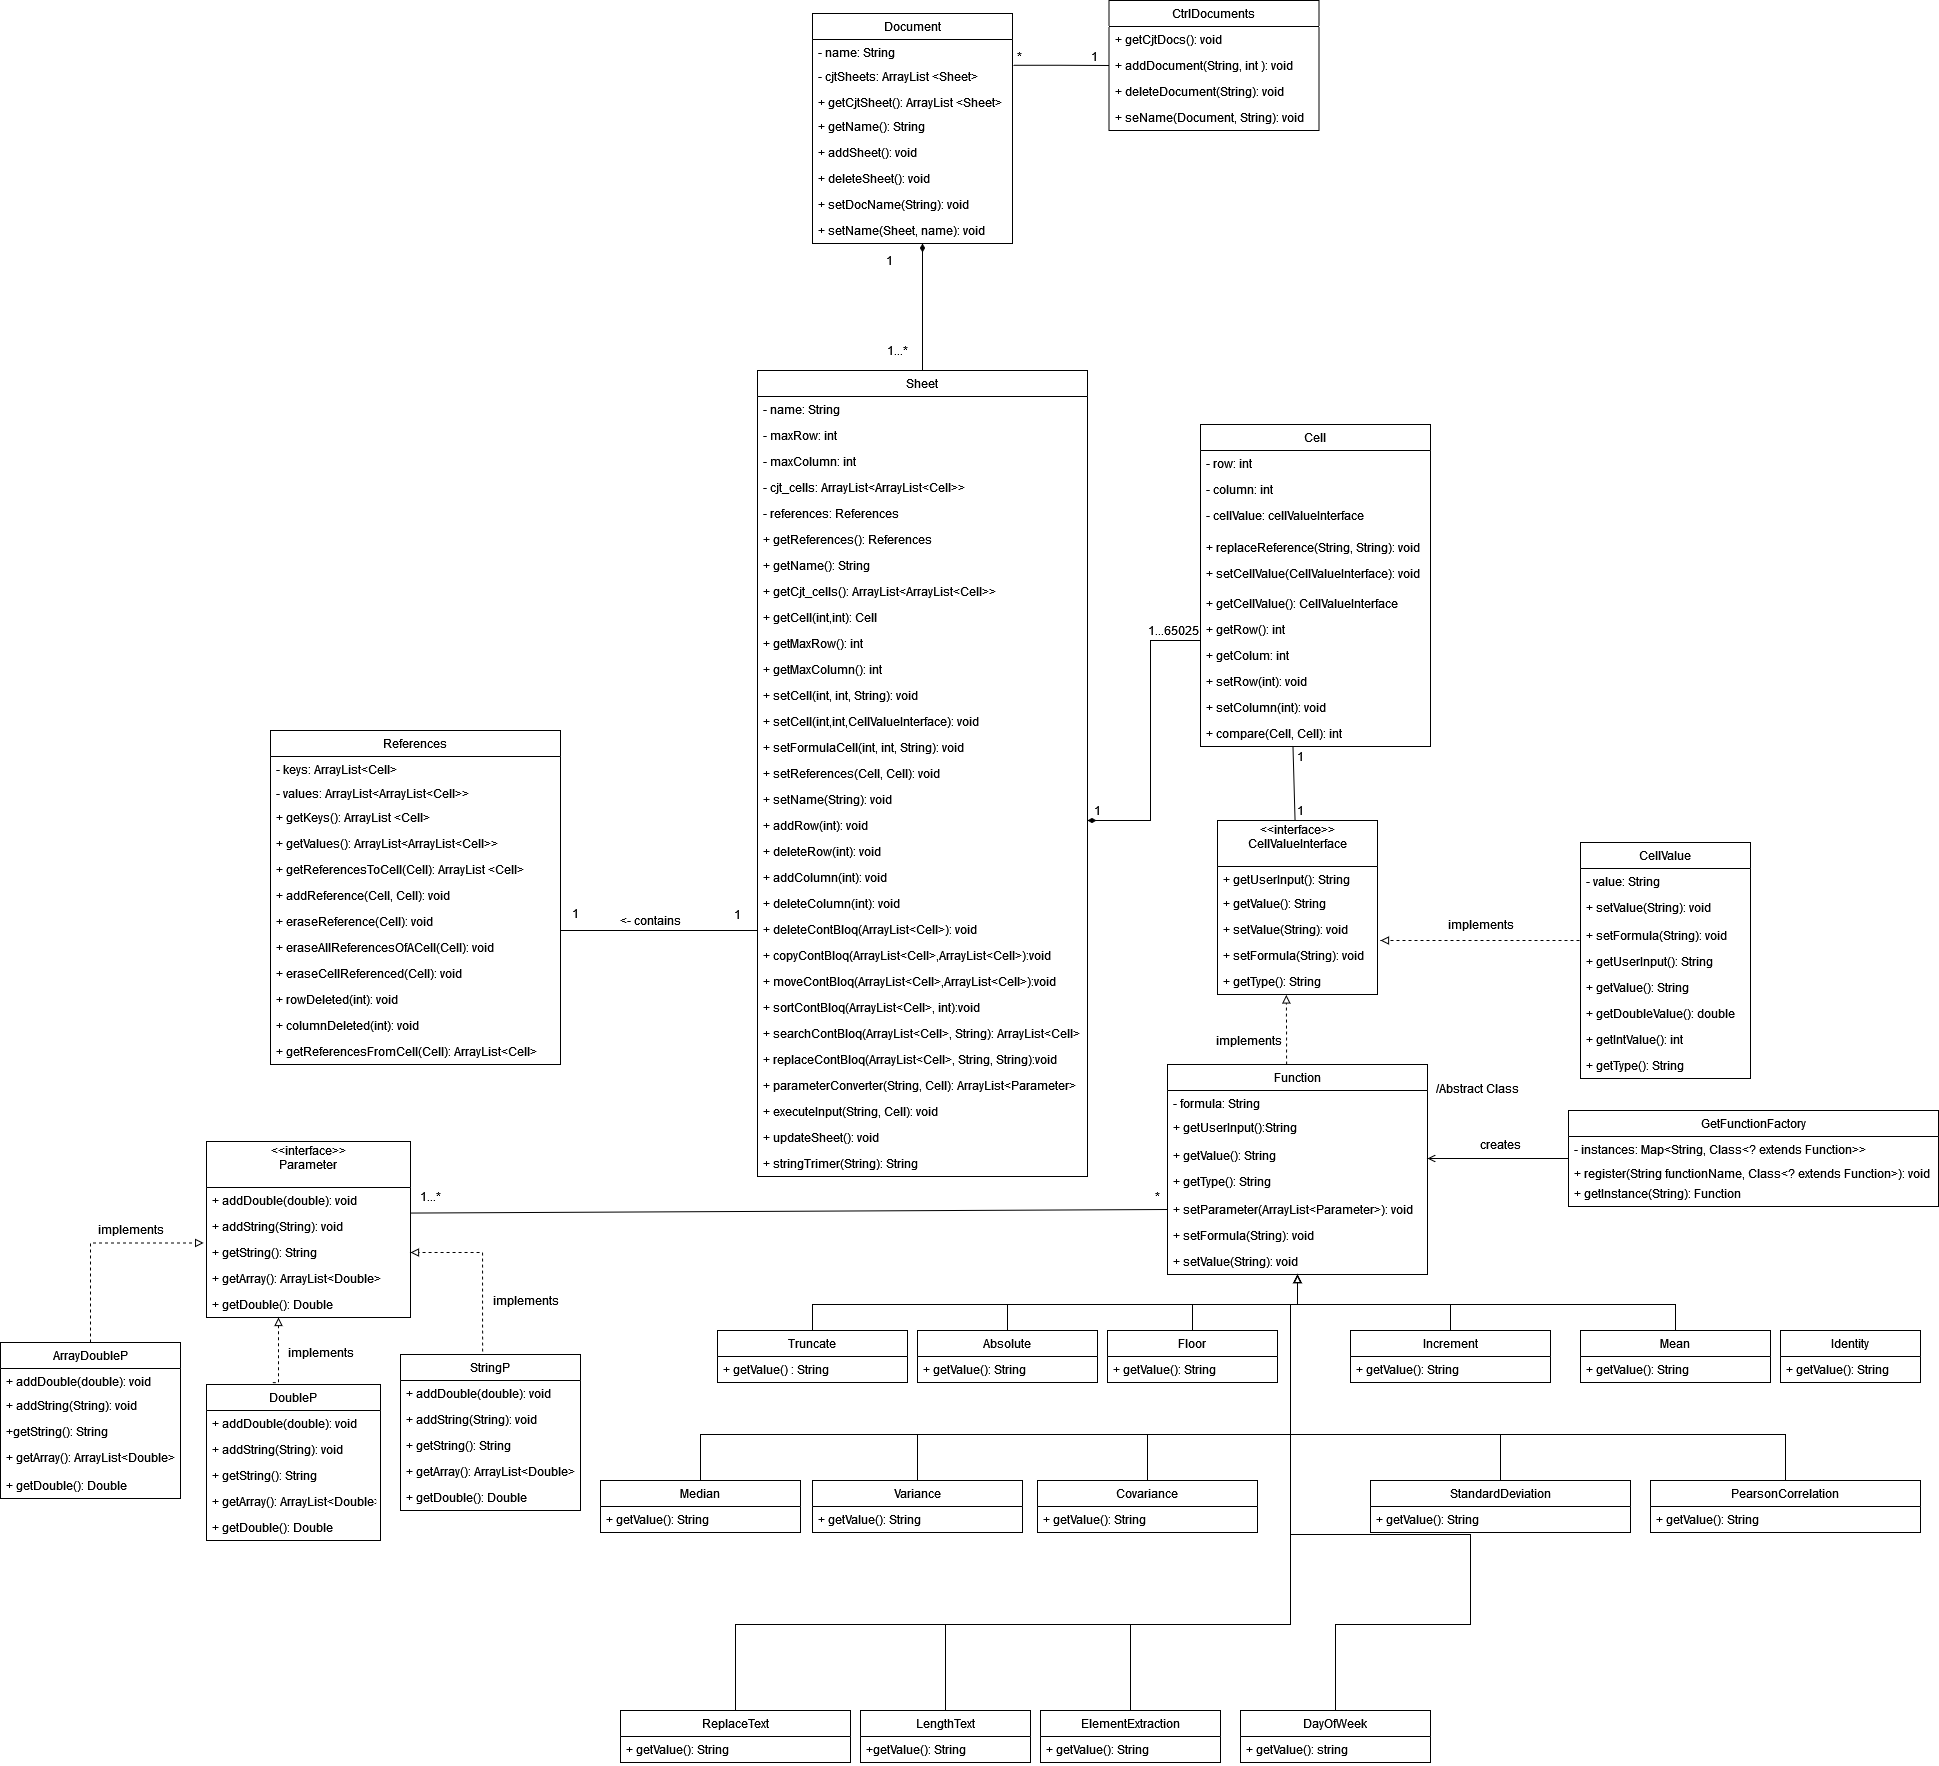 CtrlDocuments
+ getCjtDocs(): void
+ addDocument(String, int ): void
+ deleteDocument(String): void
+ seName(Document, String): void
Document
- name: String
- cjtSheets: ArrayList <Sheet>
+ getCjtSheet(): ArrayList <Sheet>
+ getName(): String
+ addSheet(): void
+ deleteSheet(): void
+ setDocName(String): void
+ setName(Sheet, name): void
*
1
1
1...*
Sheet
- name: String
- maxRow: int
- maxColumn: int
- cjt_cells: ArrayList<ArrayList<Cell>>
- references: References
+ getReferences(): References
+ getName(): String
+ getCjt_cells(): ArrayList<ArrayList<Cell>>
+ getCell(int,int): Cell
+ getMaxRow(): int
+ getMaxColumn(): int
+ setCell(int, int, String): void
+ setCell(int,int,CellValueInterface): void
+ setFormulaCell(int, int, String): void
+ setReferences(Cell, Cell): void
+ setName(String): void
+ addRow(int): void
+ deleteRow(int): void
+ addColumn(int): void
+ deleteColumn(int): void
+ deleteContBloq(ArrayList<Cell>): void
+ copyContBloq(ArrayList<Cell>,ArrayList<Cell>):void
+ moveContBloq(ArrayList<Cell>,ArrayList<Cell>):void
+ sortContBloq(ArrayList<Cell>, int):void
+ searchContBloq(ArrayList<Cell>, String): ArrayList<Cell>
+ replaceContBloq(ArrayList<Cell>, String, String):void
+ parameterConverter(String, Cell): ArrayList<Parameter>
+ executeInput(String, Cell): void
+ updateSheet(): void
+ stringTrimer(String): String
Cell
- row: int
- column: int
- cellValue: cellValueInterface
+ replaceReference(String, String): void
+ setCellValue(CellValueInterface): void
+ getCellValue(): CellValueInterface
+ getRow(): int
+ getColum: int
+ setRow(int): void
+ setColumn(int): void
+ compare(Cell, Cell): int
1...65025
1
1
1
References
- keys: ArrayList<Cell>
- values: ArrayList<ArrayList<Cell>>
+ getKeys(): ArrayList <Cell>
+ getValues(): ArrayList<ArrayList<Cell>>
+ getReferencesToCell(Cell): ArrayList <Cell>
+ addReference(Cell, Cell): void
+ eraseReference(Cell): void
+ eraseAllReferencesOfACell(Cell): void
+ eraseCellReferenced(Cell): void
+ rowDeleted(int): void
+ columnDeleted(int): void
+ getReferencesFromCell(Cell): ArrayList<Cell>
1
<- contains
1
<<interface>>
CellValueInterface
+ getUserInput(): String
+ getValue(): String
+ setValue(String): void
+ setFormula(String): void
+ getType(): String
implements
CellValue
- value: String
+ setValue(String): void
+ setFormula(String): void
+ getUserInput(): String
+ getValue(): String
+ getDoubleValue(): double
+ getIntValue(): int
+ getType(): String
implements
Function
- formula: String
+ getUserInput():String
+ getValue(): String
+ getType(): String
+ setParameter(ArrayList<Parameter>): void
+ setFormula(String): void
+ setValue(String): void
/Abstract Class
creates
GetFunctionFactory
- instances: Map<String, Class<? extends Function>>
+ register(String functionName, Class<? extends Function>): void
+ getInstance(String): Function
<<interface>>
Parameter
+ addDouble(double): void
+ addString(String): void
+ getString(): String
+ getArray(): ArrayList<Double>
+ getDouble(): Double
1...*
*
implements
implements
implements
ArrayDoubleP
+ addDouble(double): void
+ addString(String): void
+getString(): String
+ getArray(): ArrayList<Double>
+ getDouble(): Double
DoubleP
+ addDouble(double): void
+ addString(String): void
+ getString(): String
+ getArray(): ArrayList<Double
+ getDouble(): Double
StringP
+ addDouble(double): void
+ addString(String): void
+ getString(): String
+ getArray(): ArrayList<Double>
+ getDouble(): Double
Truncate
+ getValue() : String
Absolute
+ getValue(): String
Floor
+ getValue(): String
Increment
+ getValue(): String
Mean
+ getValue(): String
Identity
+ getValue(): String
Median
+ getValue(): String
Variance
+ getValue(): String
Covariance
+ getValue(): String
StandardDeviation
+ getValue(): String
PearsonCorrelation
+ getValue(): String
ReplaceText
+ getValue(): String
LengthText
+getValue(): String
ElementExtraction
+ getValue(): String
DayOfWeek
+ getValue(): string